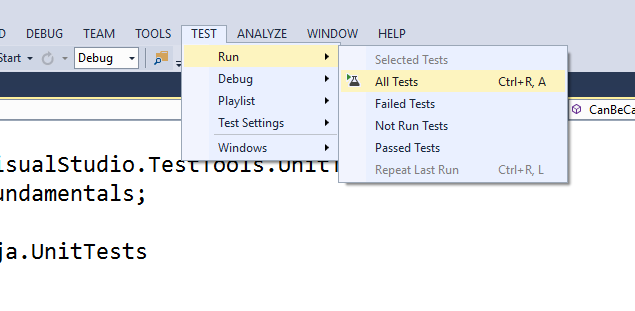 DEBUG TEAM TOOLS TEST ANALYZE WINDOW HELP
Start Debug
Run
Debug
Playlist
Test Settings
Windows
Selected Tests
All Tests Ctrl+R, A
Failed Tests
Not Run Tests
Passed Tests
Repeat Last Run Ctrl+R, L
CanBeCa
isualStudio.TestTools.UnitT
undamentals;
ja.UnitTests